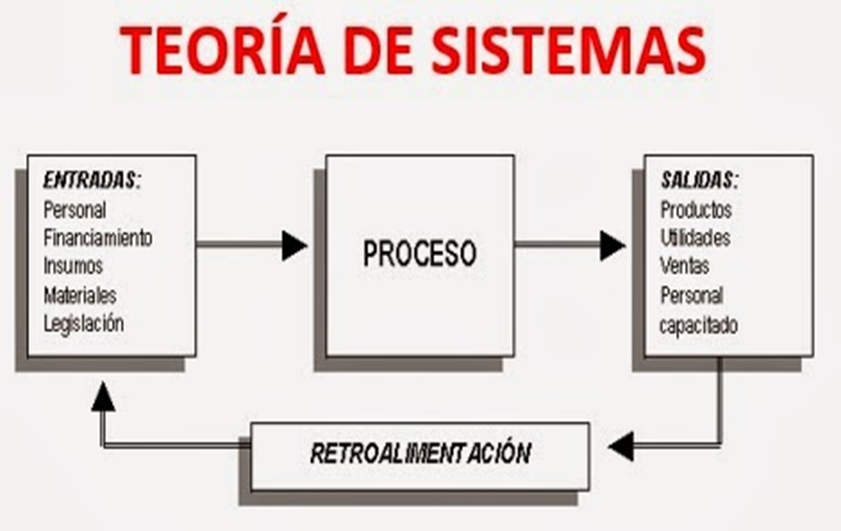 TEORÍA DE SISTEMAS
ENTRADAS:
Personal
Financiamiento
Insumos
Materiales
Legislación
PROCESO
SALIDAS:
Productos
Utilidades
Ventas
Personal
capacitado
RETROALIMENTACIÓN